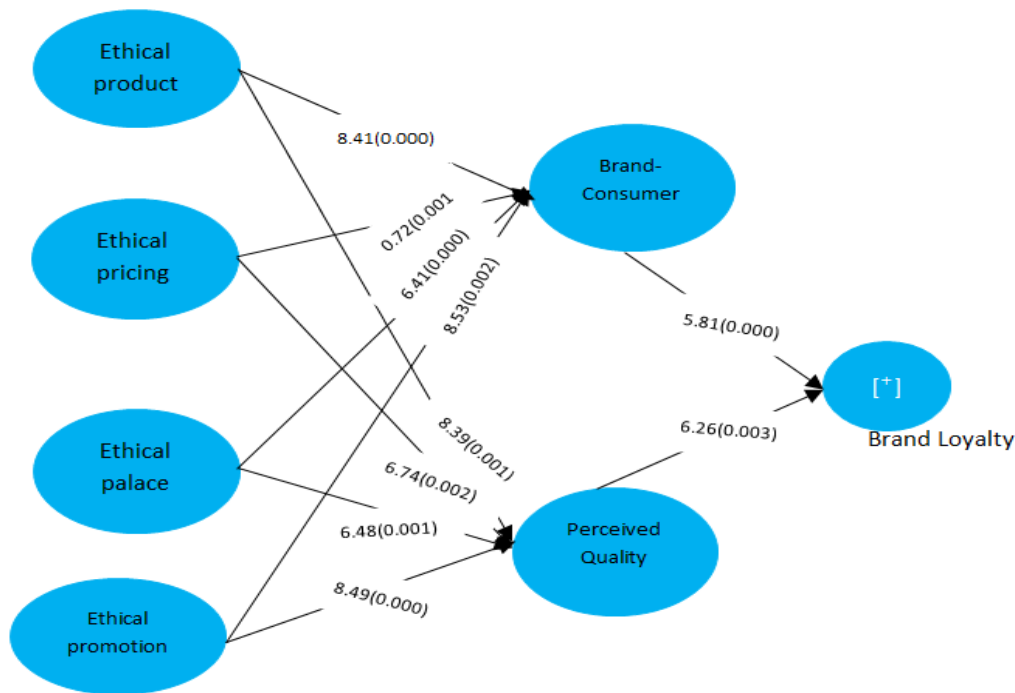 Ethical
product
8.41(0.000)
Brand-
Consumer
Ethical
pricing
0.72(0.001
6.41(0.000)
8.53(0.002)
5.81(0.000)
[+]
Brand Loyalty
6.26(0.003)
8.39(0.001)
6.74(0.002)
Ethical
palace
6.48(0.001)
Perceived
Quality
8.49(0.000)
Ethical
promotion